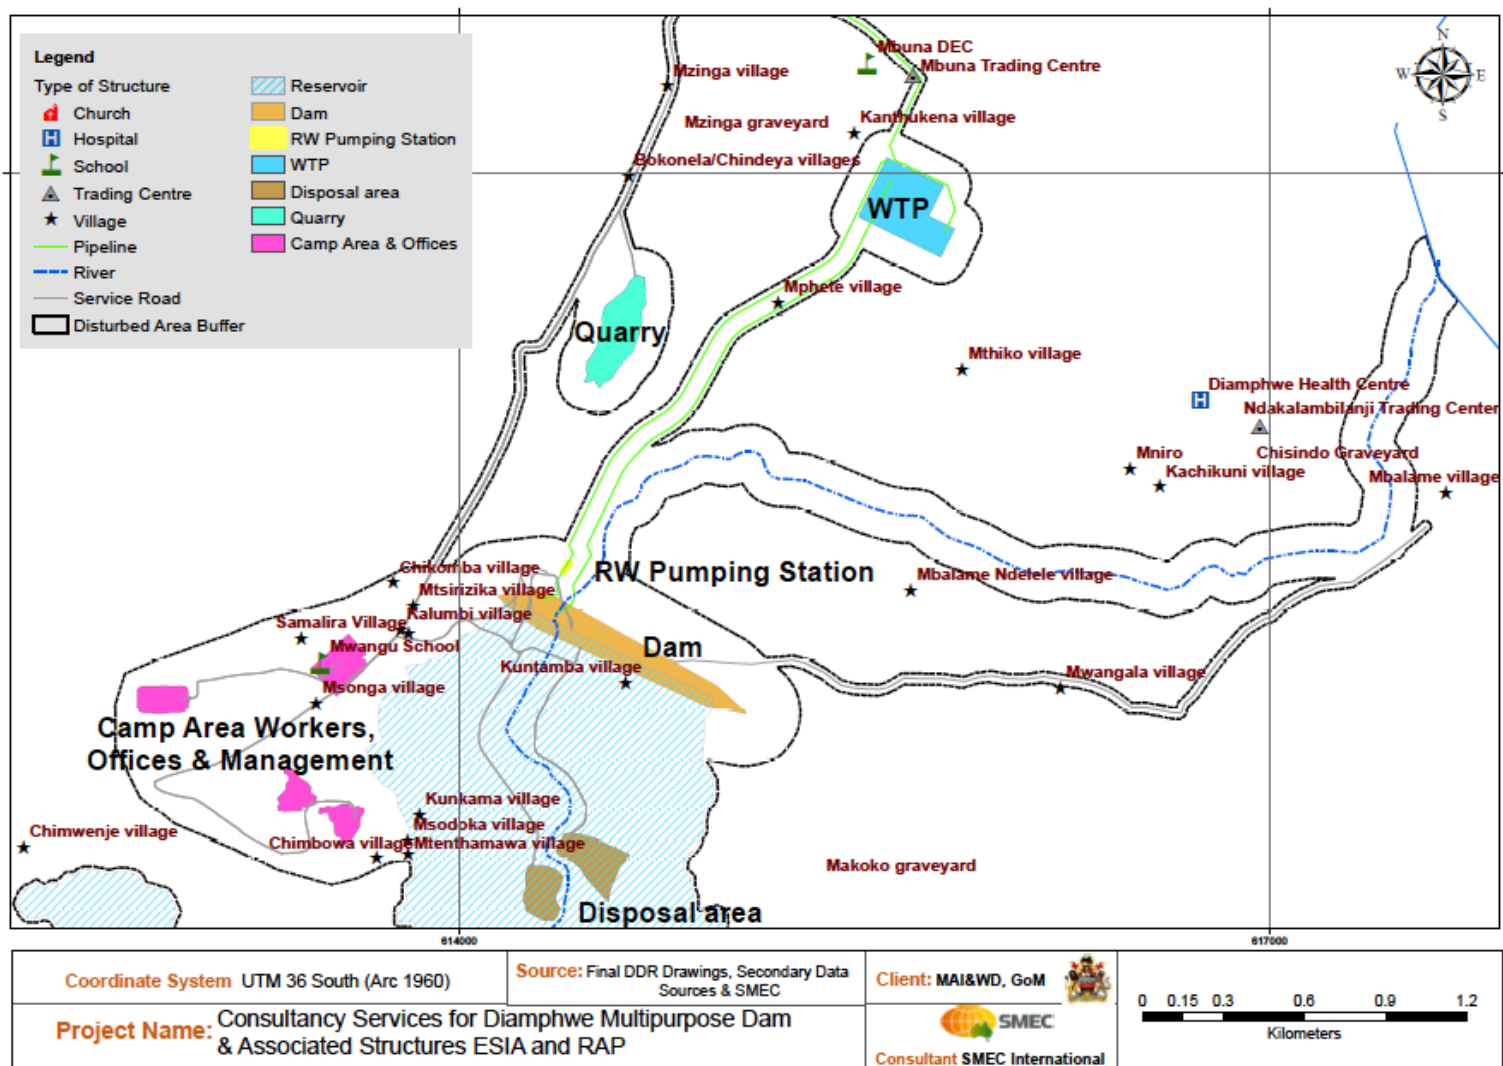 Legend
Type of Structure
Church
Hospital
School
Trading Centre
Village
Pipeline
River
Service Road
Disturbed Area Buffer
Reservoir
Dam
RW Pumping Station
WTP
Disposal area
Quarry
Camp Area & Offices
N
W
E
S
Mbuna DEC
Mbuna Trading Centre
Mzinga village
Mzinga graveyard
Kanthukena village
Bokonela/Chindeya villages
WTP
Mphete village
Quarry
Mthiko village
Diamphwe Health Centre
H
Ndakalambilanji Trading Center
Mniro
Chisindo Graveyard
Kachikuni village
Mbalame village
Chikomba village
RW Pumping Station
Mbalame Ndelele village
Mtsirizika village
Kalumbi village
Samalira Village
Mwangu School
Dam
Kuntamba village
Mwangala village
Msonga village
Camp Area Workers,
Offices & Management
Kunkama village
Msodoka village
Chimwenje village
Chimbowa village
Mtenthamawa village
Makoko graveyard
Disposal area
614000
617000
Coordinate System UTM 36 South (Arc 1960)
Source: Final DDR Drawings, Secondary Data
Sources & SMEC
Client: MAI&WD, GoM
Project Name: Consultancy Services for Diamphwe Multipurpose Dam
& Associated Structures ESIA and RAP
SMEC
Consultant SMEC International
0 0.15 0.3 0.6 0.9 1.2
Kilometers